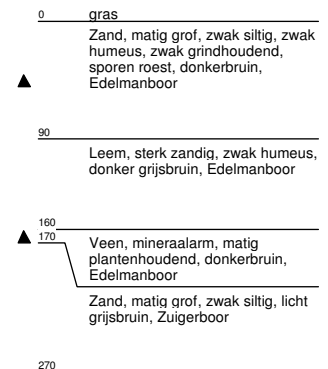 0 gras
Zand, matig grof, zwak siltig, zwak
humeus, zwak grindhoudend,
sporen roest, donkerbruin,
Edelmanboor
90
Leem, sterk zandig, zwak humeus,
donker grijsbruin, Edelmanboor
160
170
Veen, mineraalarm, matig
plantenhoudend, donkerbruin,
Edelmanboor
Zand, matig grof, zwak siltig, licht
grijsbruin, Zuigerboor
270